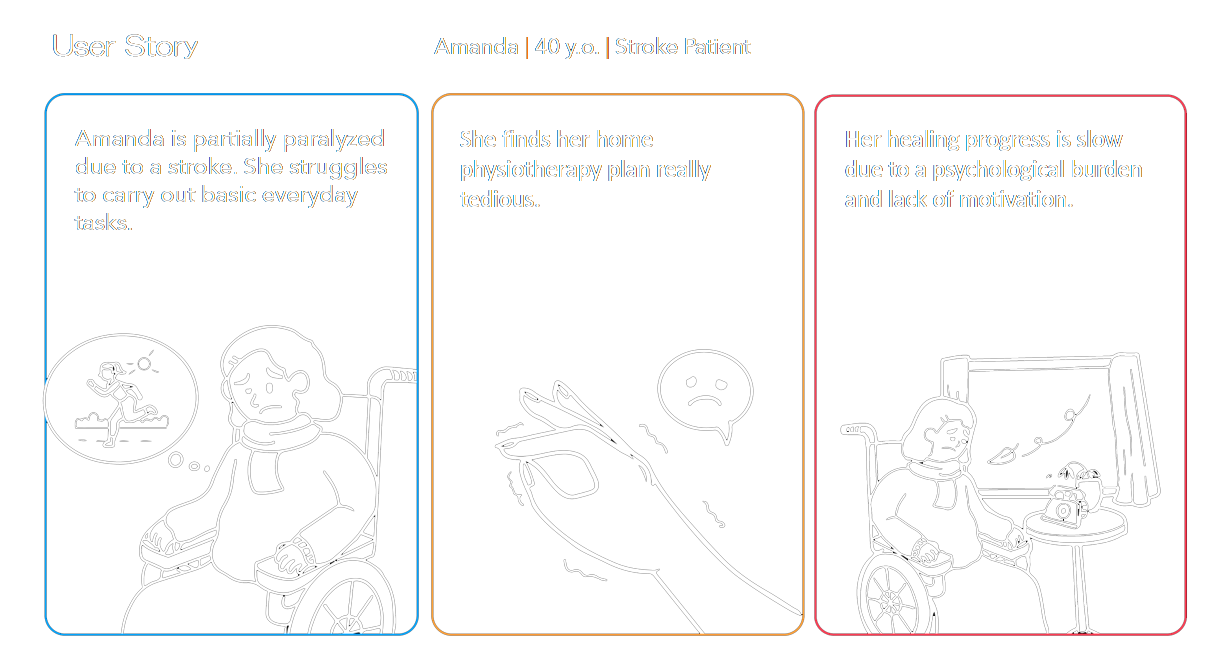 User Story
Amanda | 40 y.o. | Stroke Patient
Amanda is partially paralyzed
due to a stroke. She struggles
to carry out basic everyday
tasks.
She finds her home
physiotherapy plan really
tedious.
Her healing progress is slow
due to a psychological burden
and lack of motivation.